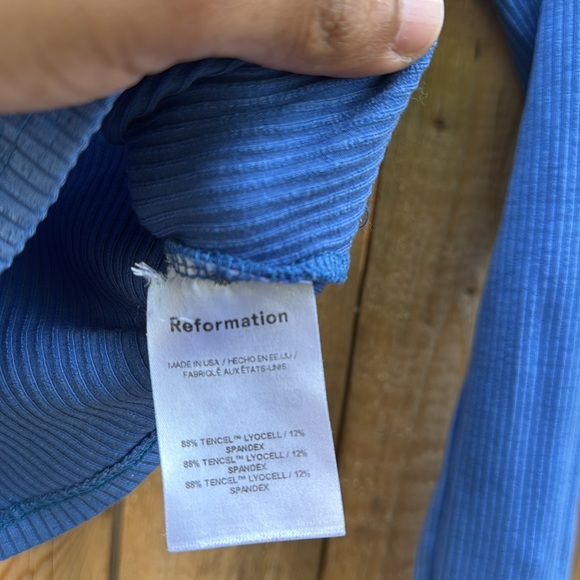 Reformation
MADE IN USA / HECHO EN EE.UU /
FABRIQUÉ AUX ÉTATS-UNIS
88% TENCEL™ LYOCELL / 12%
SPANDEX
88% TENCEL™ LYOCELL / 12%
SPANDEX
88% TENCEL™ LYOCELL / 12%
SPANDEX